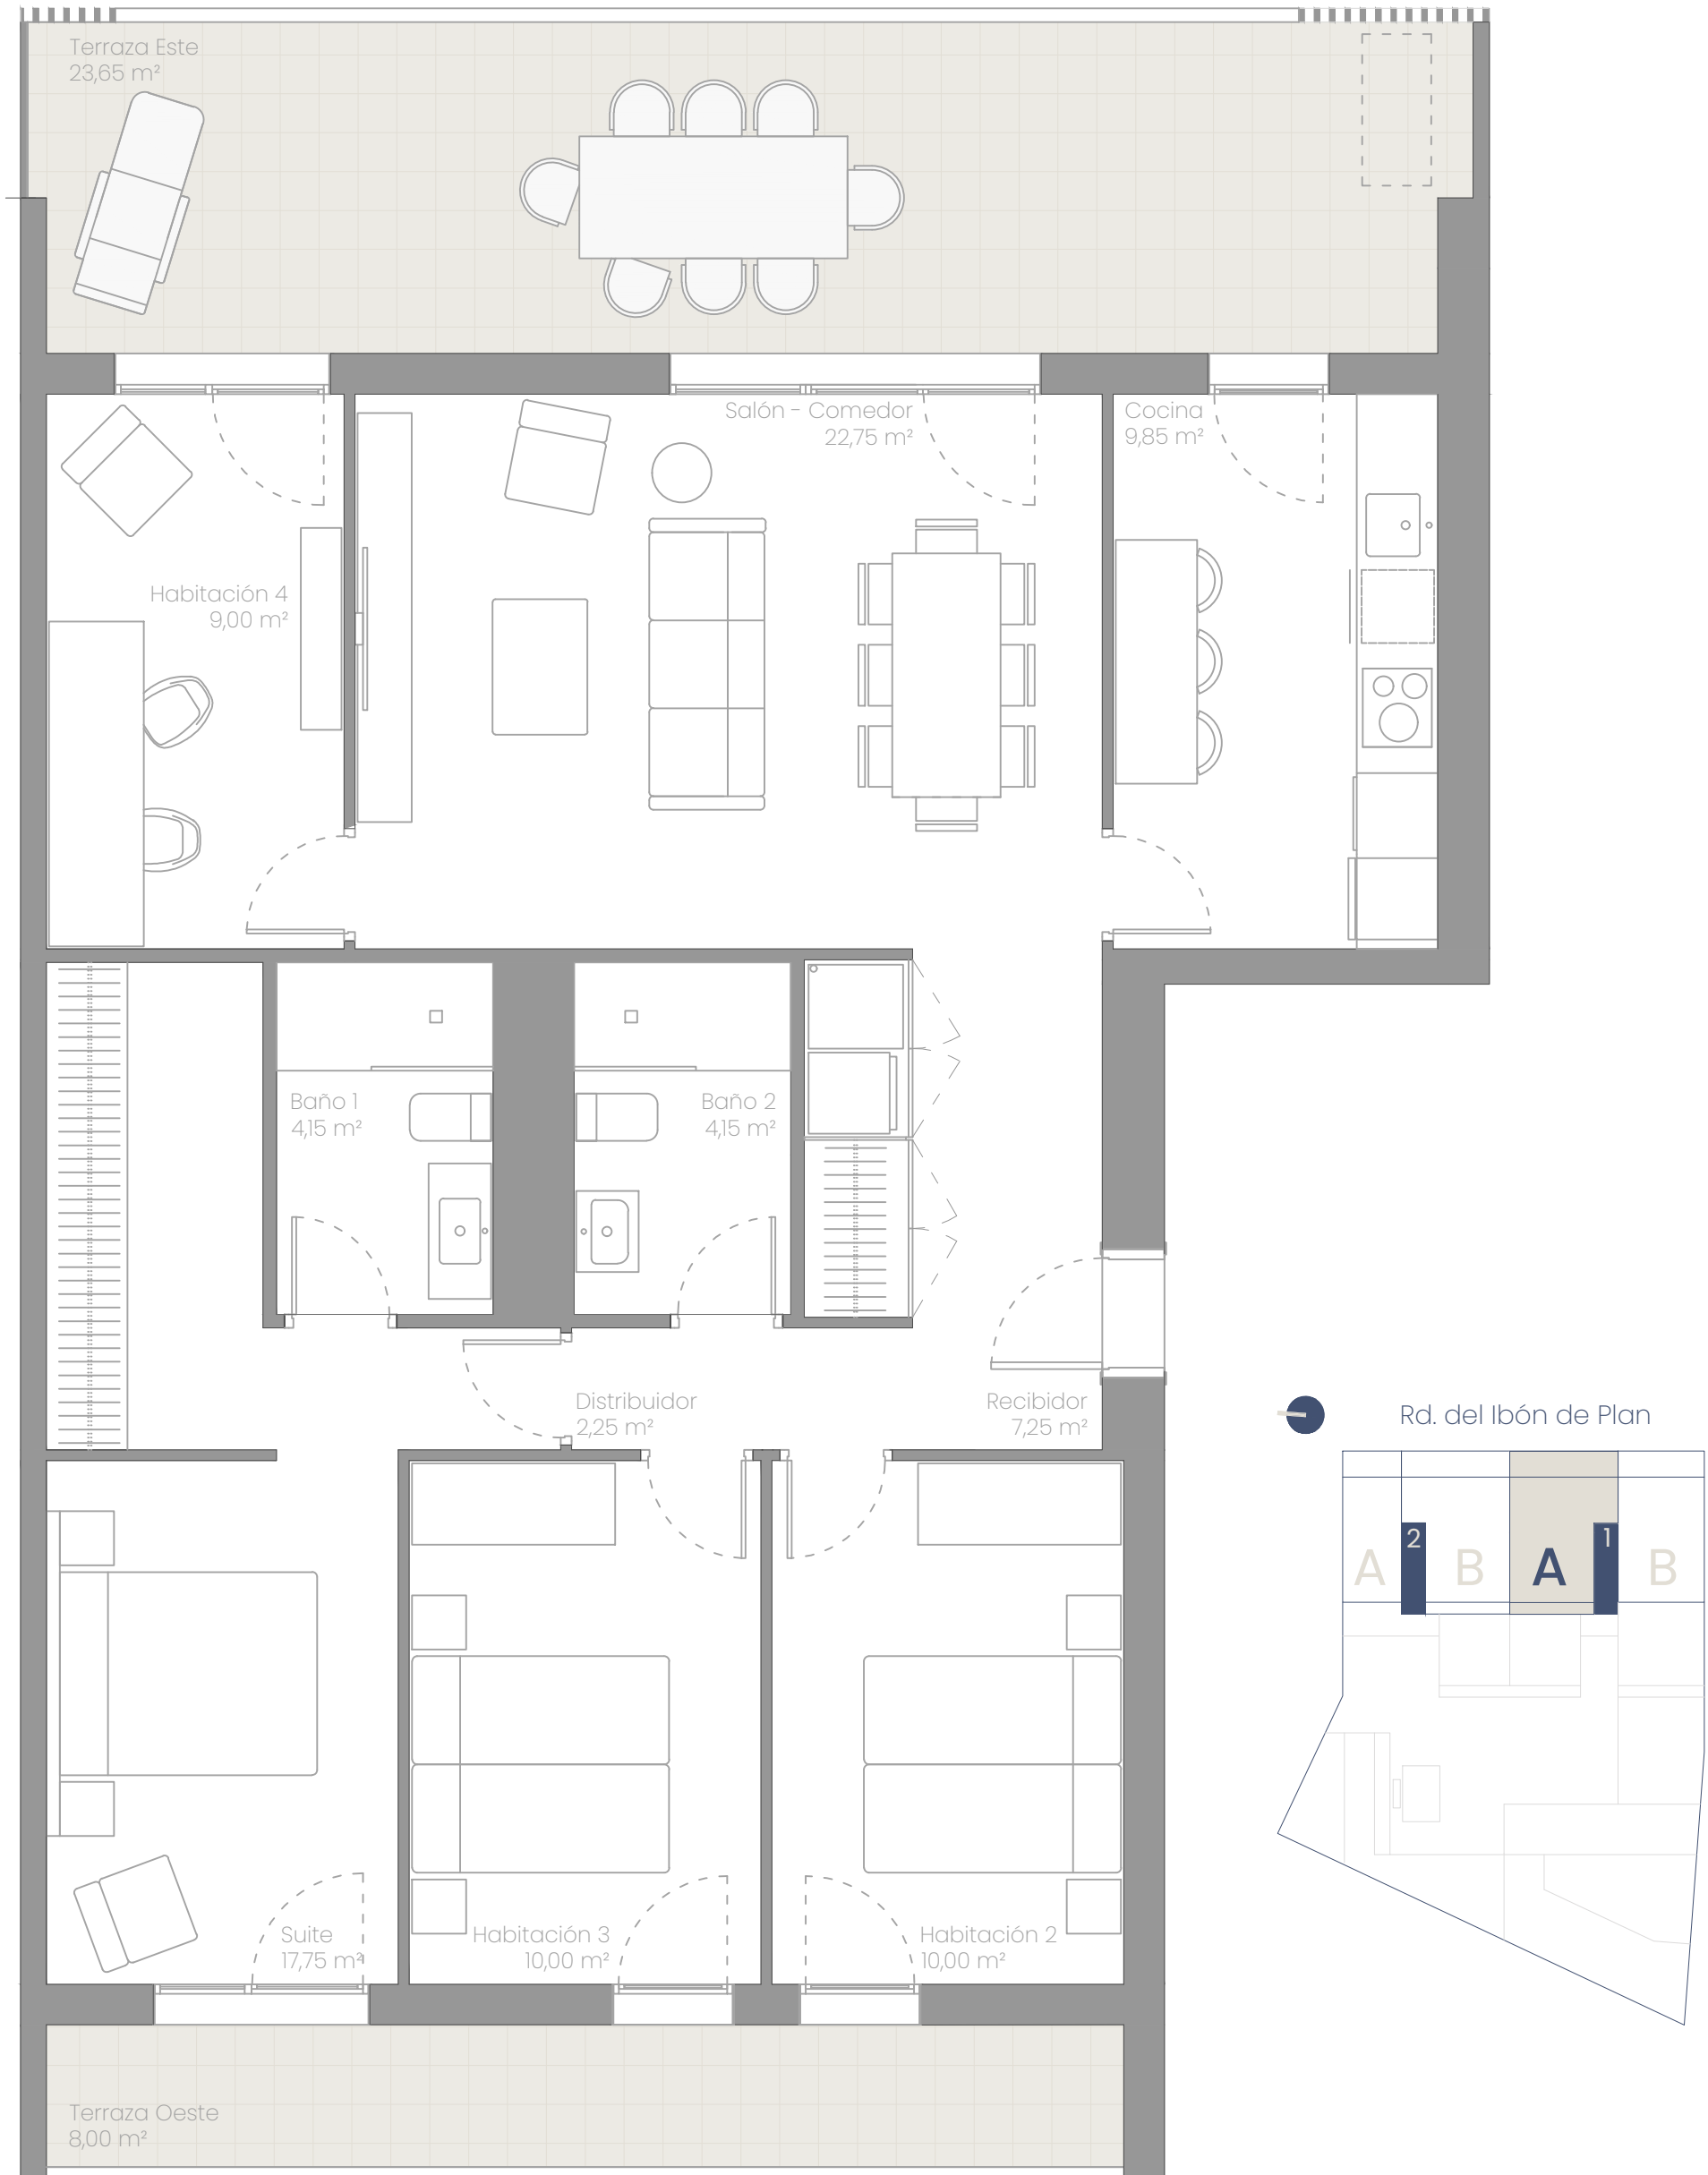 Terraza Este
23,65 m²
Salón - Comedor
22,75 m²
Cocina
9,85 m²
Habitación 4
9,00 m²
Baño 1
4,15 m²
Baño 2
4,15 m²
Distribuidor
2,25 m²
Recibidor
7,25 m²
Rd. del Ibón de Plan
A
2
B
A
1
B
Suite
17,75 m²
Habitación 3
10,00 m²
Habitación 2
10,00 m²
Terraza Oeste
8,00 m²